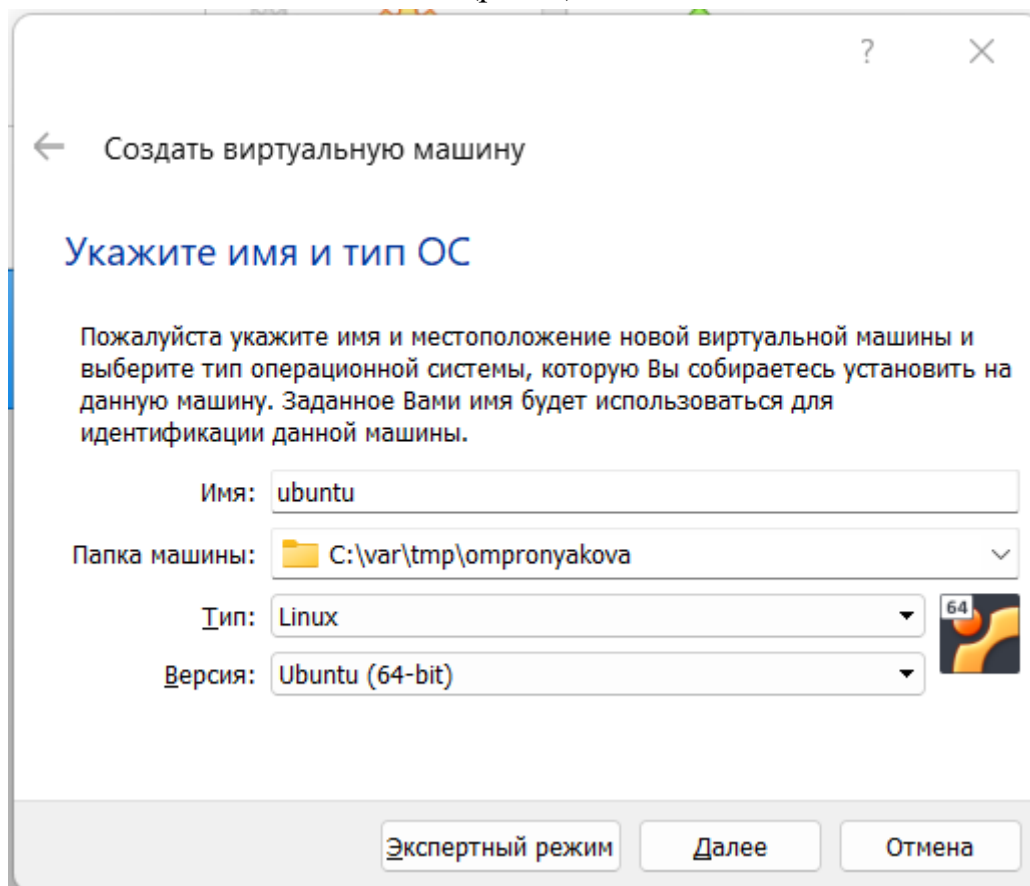 ?
Создать виртуальную машину
Укажите имя и тип ОС
Пожалуйста укажите имя и местоположение новой виртуальной машины и
выберите тип операционной системы, которую Вы собираетесь установить на
данную машину. Заданное Вами имя будет использоваться для
идентификации данной машины.
Имя: ubuntu
Папка машины: C:\var\tmp\ompronyakova
Тип: Linux
64
Версия: Ubuntu (64-bit)
Экспертный режим Далее Отмена